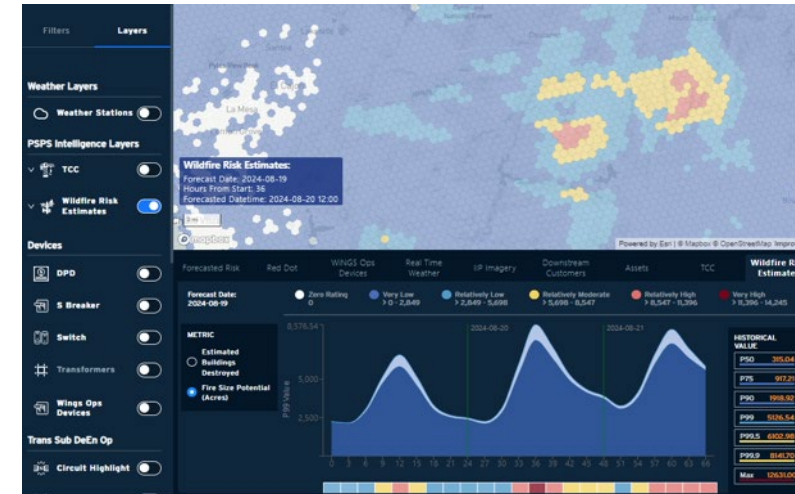 Filters
Layers
Weather Layers
Weather Stations
PSPS Intelligence Layers
TCC
Wildfire Risk
Estimates
Devices
DPD
S Breaker
Switch
Transformers
Wings Ops
Devices
Trans Sub DeEn Op
Circuit Highlight
La Mesa
Wildfire Risk Estimates:
Forecast Date: 2024-08-19
Hours From Start: 36
Forecasted Datetime: 2024-08-20 12:00
mapbox
Powered by Esri | © Mapbox © OpenStreetMap Improv
Forecasted Risk
Red Dot
WiNGS Ops
Devices
Real Time
Weather
IIP Imagery
Downstream
Customers
Assets
TCC
Wildfire R
Estimate
Forecast Date:
2024-08-19
Zero Rating
0
Very Low
> 0 - 2,849
Relatively Low
> 2,849 - 5,698
Relatively Moderate
> 5,698 - 8,547
Relatively High
> 8,547 - 11,396
Very High
> 11,396 - 14,245
METRIC
Estimated
Buildings
Destroyed
Fire Size Potential
(Acres)
P99 Value
8,576.54
5,000
2,500
2024-08-20
2024-08-21
0 3 6 9 12 15 18 21 24 27 30 33 36 39 42 45 48 51 54 57 60 63 66
HISTORICAL
VALUE
P50 315.04
P75 917.21
P90 1918.92
P99 5126.54
P99.5 6102.98
P99.9 8141.70
Max 12631.00